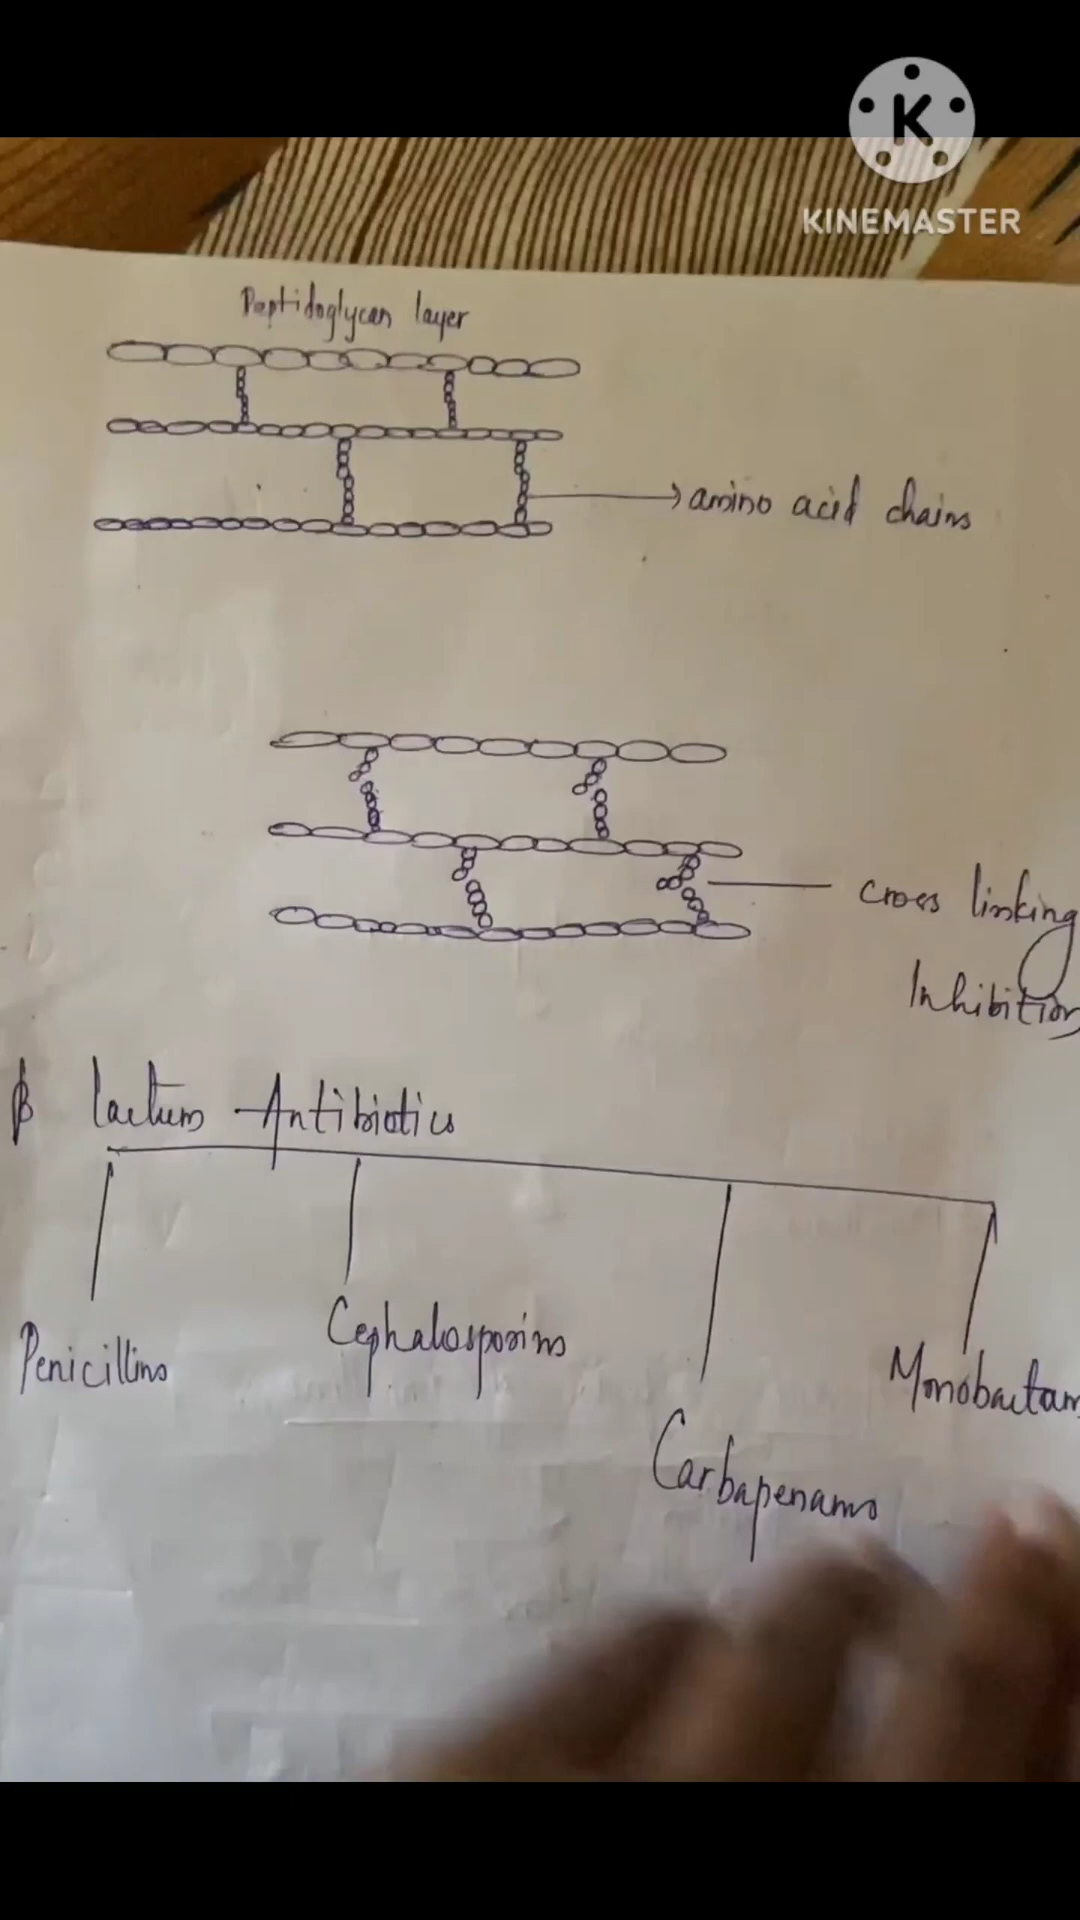 KINEMASTER
Peptidoglycan layer
amino acid chains
cross linking
Inhibition
β lactum Antibiotics
Cephalosporins
Penicillins
Monobactam
Carbapenams